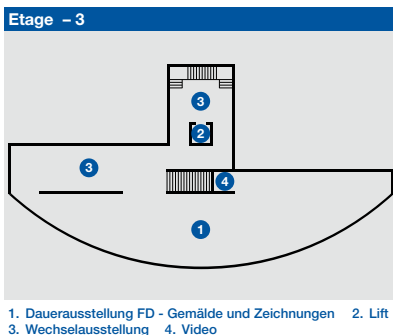 Etage – 3
3
2
3
4
1
1. Dauerausstellung FD - Gemälde und Zeichnungen 2. Lift
3. Wechselausstellung 4. Video